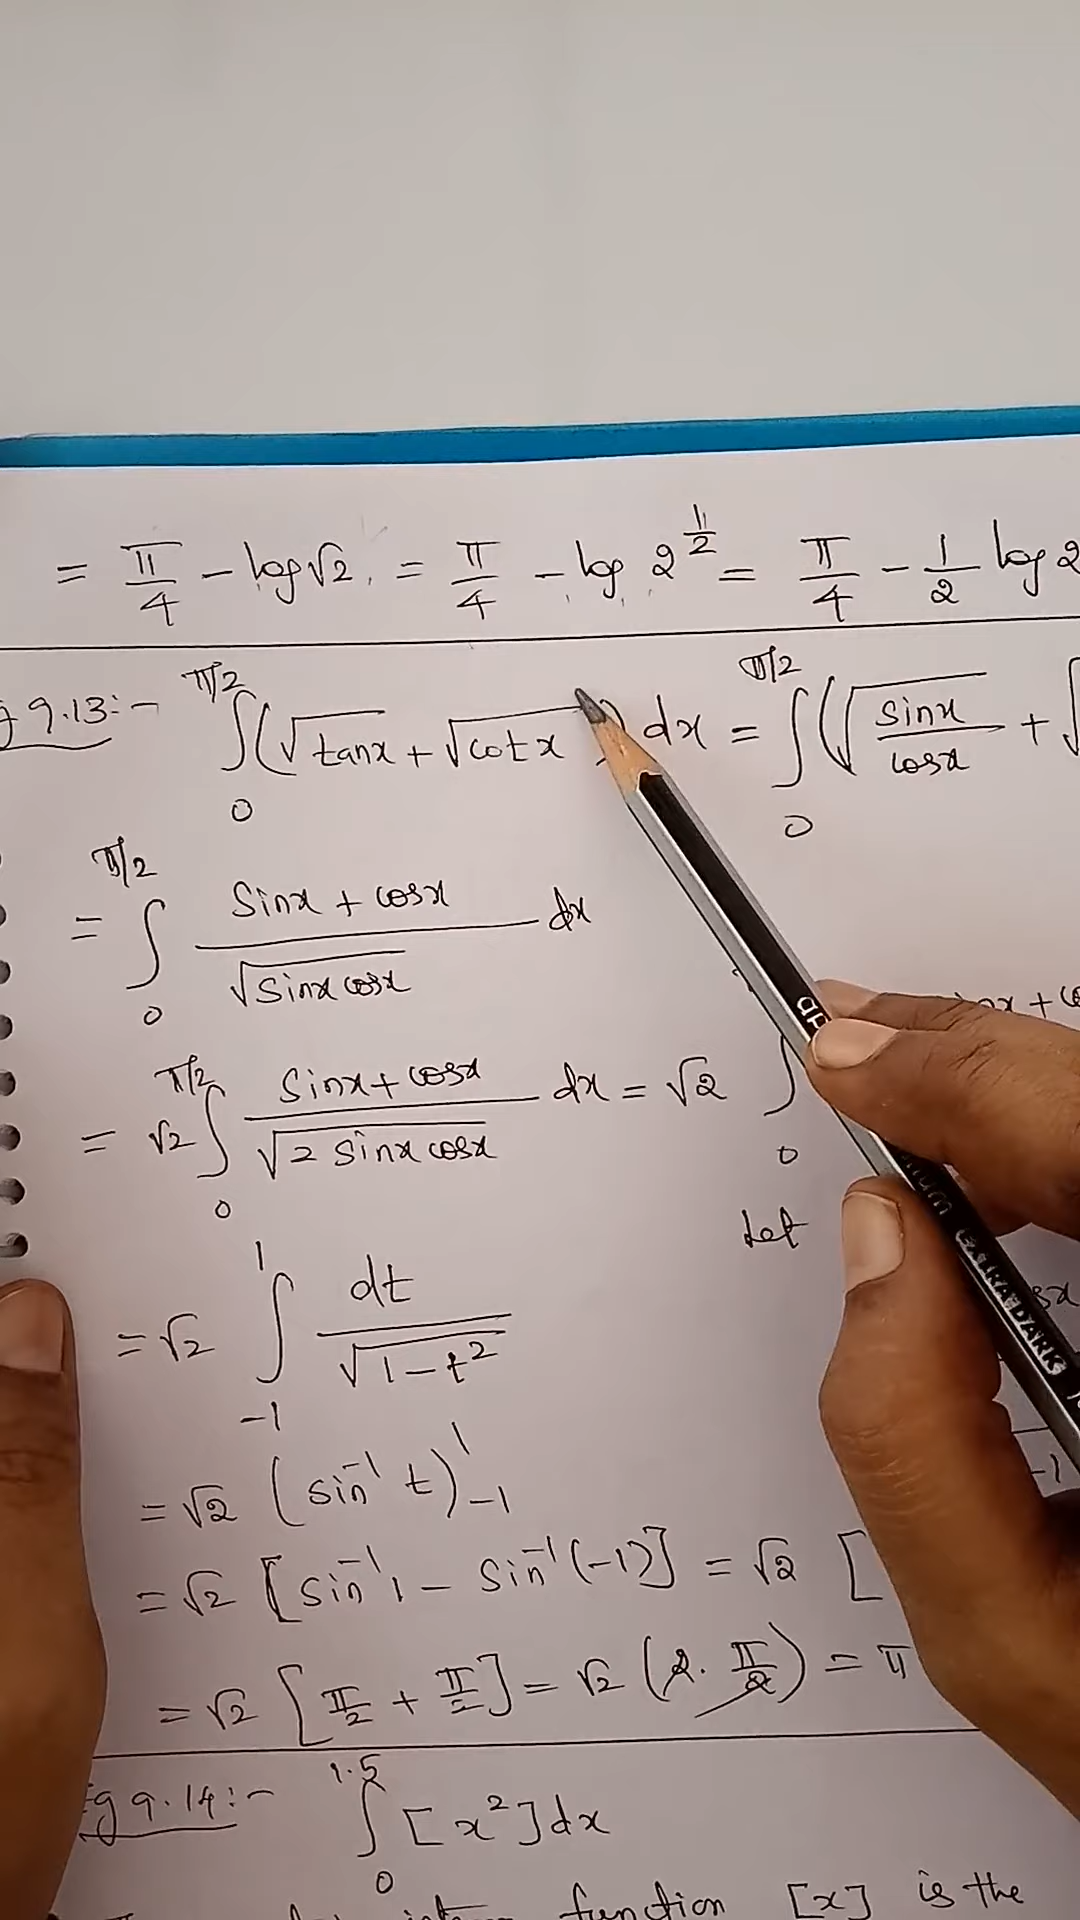 = π/4 - log√2 = π/4 - log 2^(1/2) = π/4 - 1/2 log 2
g 9.13:- ∫₀^(π/2) (√tanx + √cotx) dx = ∫₀^(π/2) (√(sinx/cosx) + √
= ∫₀^(π/2) (sinx + cosx)/√(sinx cosx) dx
= √2 ∫₀^(π/2) (sinx + cosx)/√(2 sinx cosx) dx = √2 ∫₀
Let
= √2 ∫₋₁^1 dt/√(1-t²)
= √2 (sin⁻¹ t)₋₁^1
= √2 [sin⁻¹1 - sin⁻¹(-1)] = √2 [
= √2 [π/2 + π/2] = √2 (2. π/2) = π
Eg 9.14:- ∫₀^1.5 [x²]dx
function [x] is the